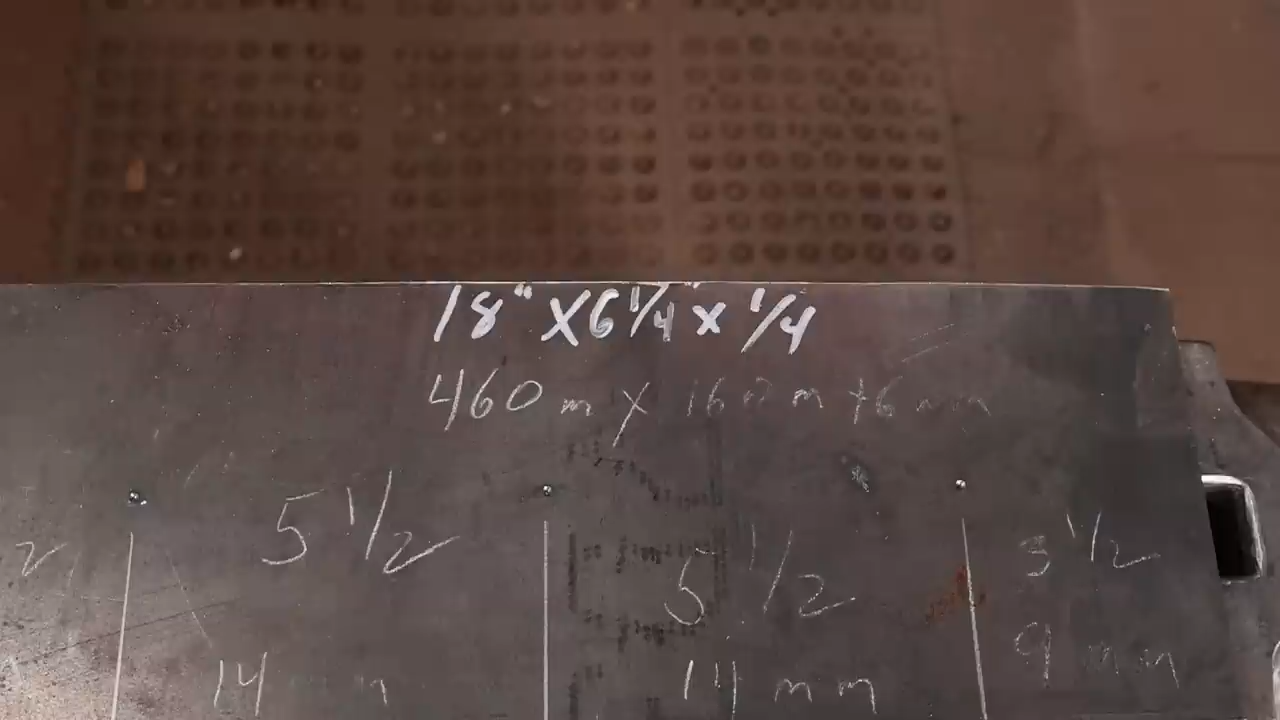 18" X 6 1/4" x 1/4
460 m X 160 m x 6 mm
5 1/2
5 1/2
3 1/2
2
14 m
14 mm
9 mm